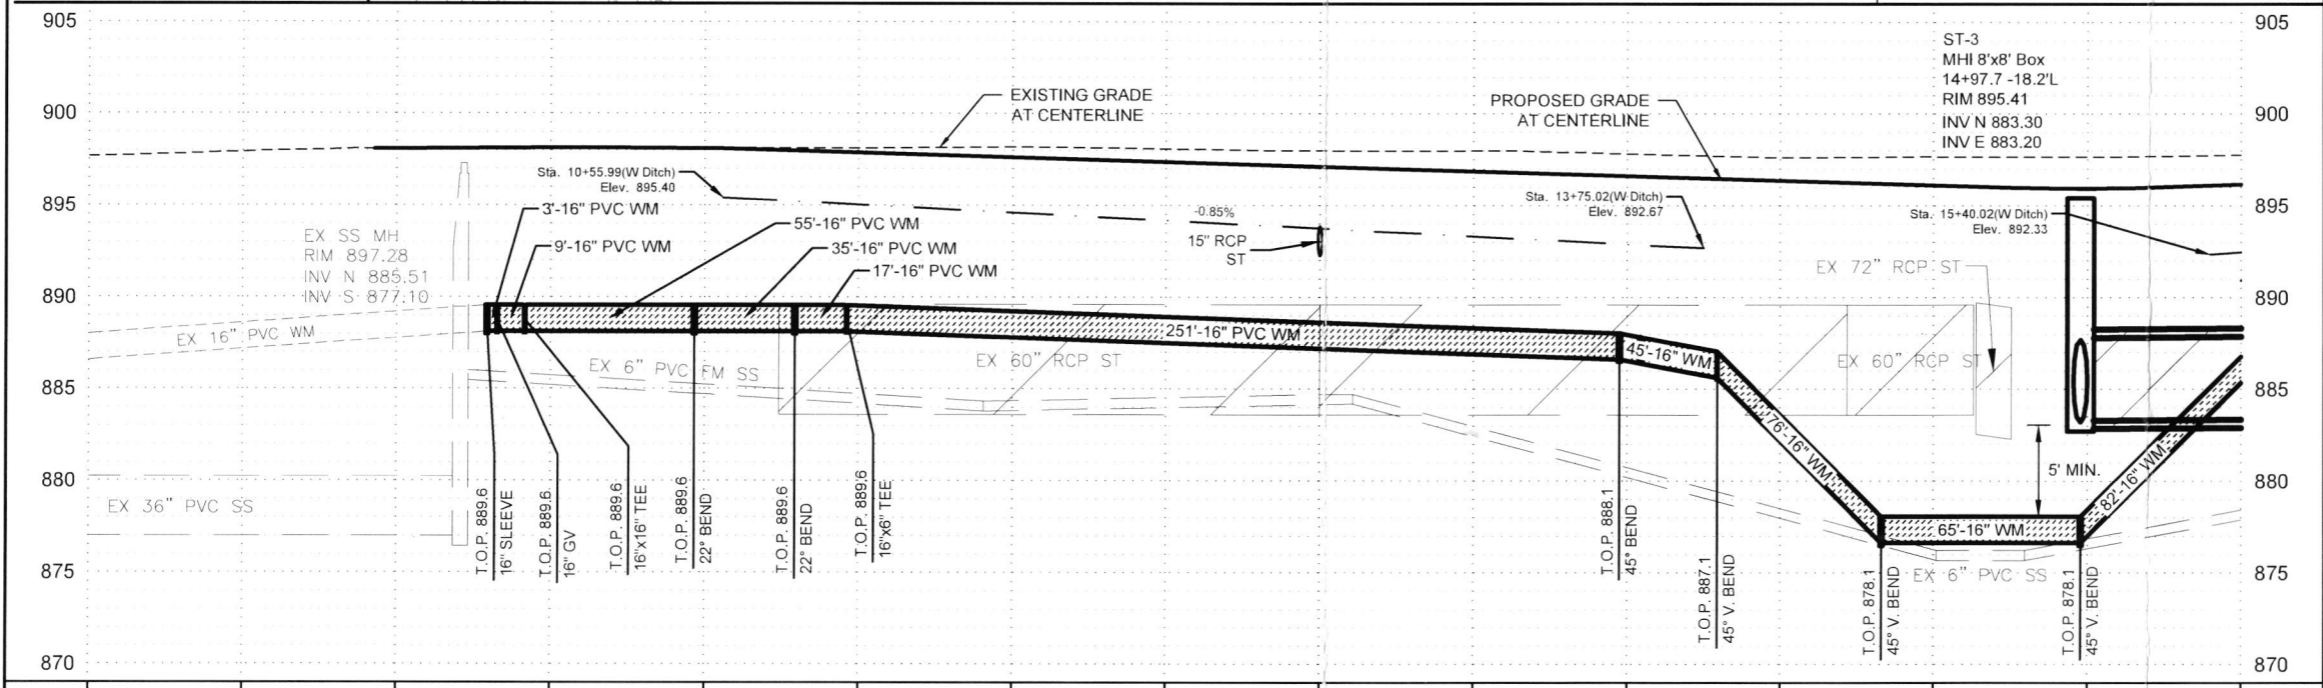 905
900
895
890
885
880
875
870
905
900
895
890
885
880
875
870
ST-3
MHI 8'x8' Box
14+97.7 -18.2'L
RIM 895.41
INV N 883.30
INV E 883.20
EXISTING GRADE
AT CENTERLINE
PROPOSED GRADE
AT CENTERLINE
Sta. 10+55.99(W Ditch)
Elev. 895.40
3'-16" PVC WM
9'-16" PVC WM
55'-16" PVC WM
35'-16" PVC WM
17'-16" PVC WM
EX SS MH
RIM 897.28
INV N 885.51
INV S 877.10
-0.85%
15" RCP
ST
Sta. 13+75.02(W Ditch)
Elev. 892.67
Sta. 15+40.02(W Ditch)
Elev. 892.33
EX 72" RCP ST
EX 16" PVC WM
EX 6" PVC FM SS
EX 60" RCP ST
251'-16" PVC WM
45'-16" WM
EX 60" RCP ST
76'-16" WM
65'-16" WM
82'-16" WM
5' MIN.
EX 36" PVC SS
EX 6" PVC SS
T.O.P. 889.6
16" SLEEVE
T.O.P. 889.6
16" GV
T.O.P. 889.6
16"x16" TEE
T.O.P. 889.6
22° BEND
T.O.P. 889.6
22° BEND
T.O.P. 889.6
16"x6" TEE
T.O.P. 888.1
45° BEND
T.O.P. 887.1
45° V. BEND
T.O.P. 878.1
45° V. BEND
T.O.P. 878.1
45° V. BEND